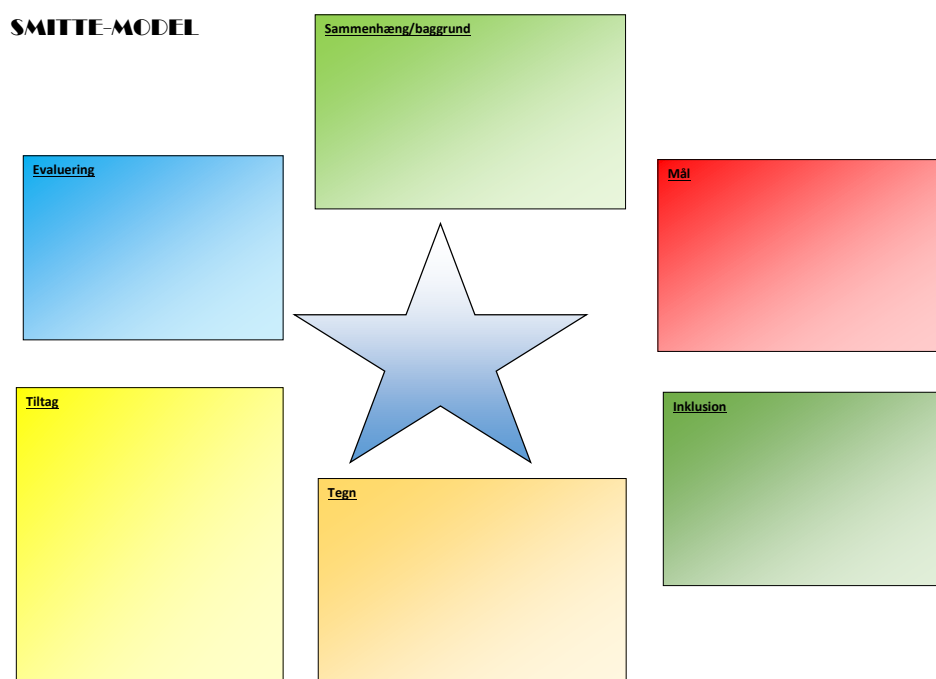 SMITTE-MODEL
Sammenhæng/baggrund
Evaluering
Mål
Tiltag
Inklusion
Tegn